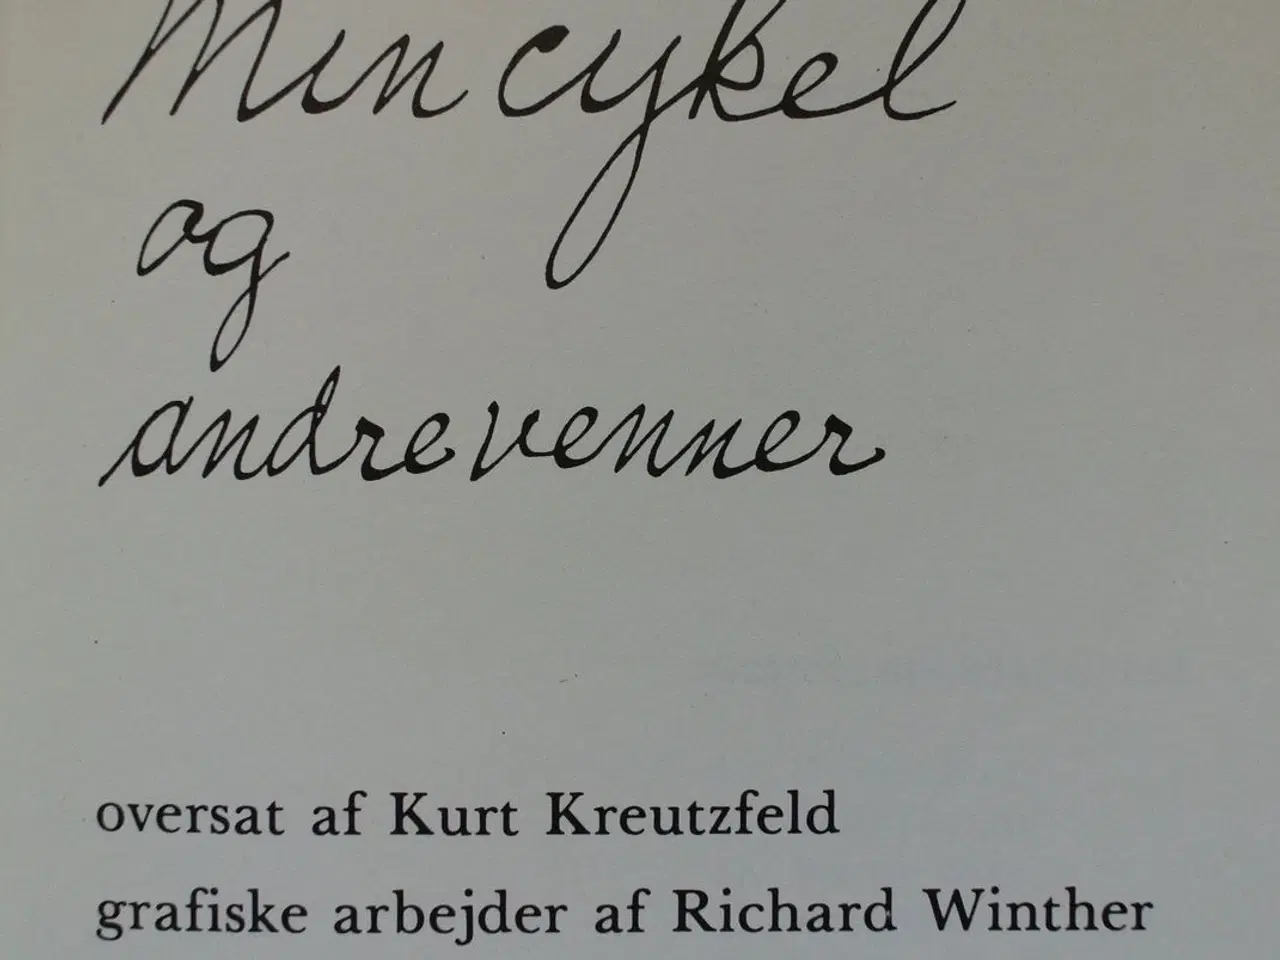 Min cykel
og
andre venner
oversat af Kurt Kreutzfeld
grafiske arbejder af Richard Winther